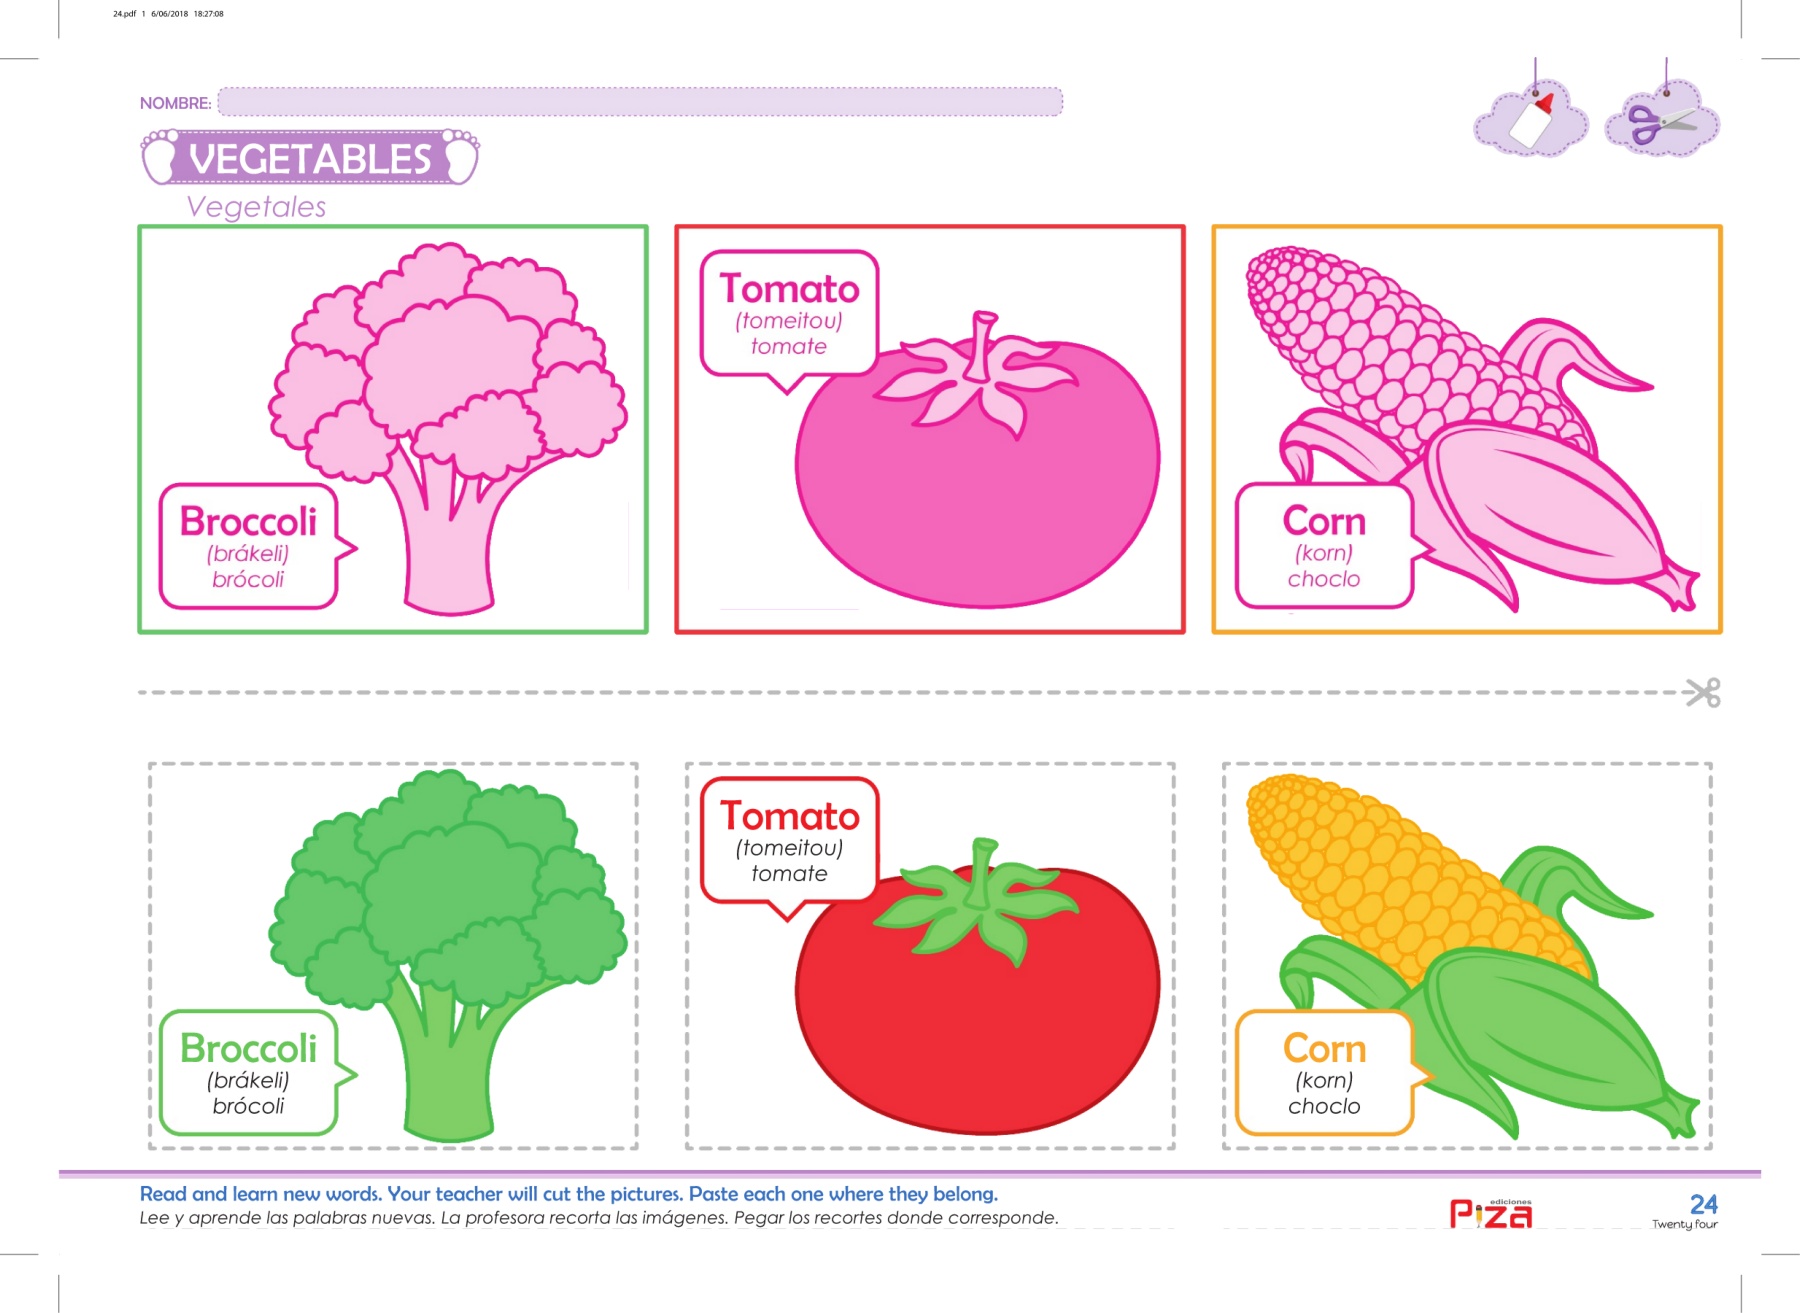 24.pdf 1 6/06/2018 18:27:08
NOMBRE:
VEGETABLES
Vegetales
Broccoli
(brákeli)
brócoli
Tomato
(tomeitou)
tomate
Corn
(korn)
choclo
Broccoli
(brákeli)
brócoli
Tomato
(tomeitou)
tomate
Corn
(korn)
choclo
Read and learn new words. Your teacher will cut the pictures. Paste each one where they belong.
Lee y aprende las palabras nuevas. La profesora recorta las imágenes. Pegar los recortes donde corresponde.
ediciones
Piza
24
Twenty four